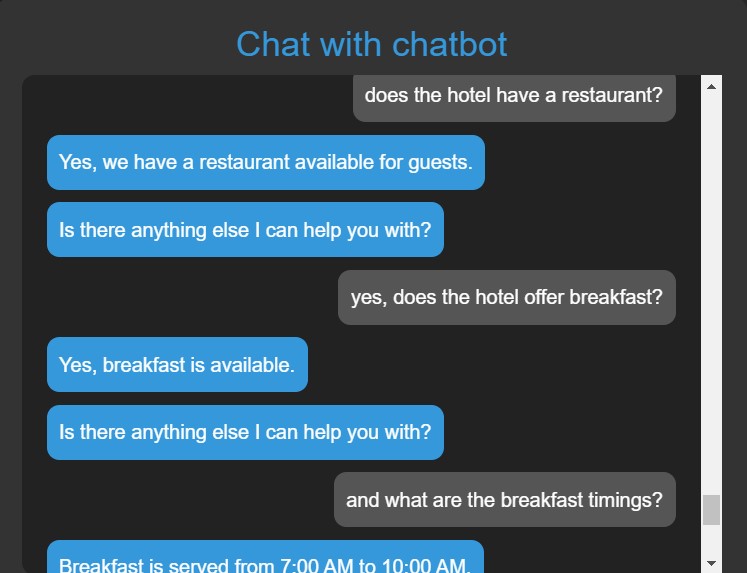 Chat with chatbot
does the hotel have a restaurant?
Yes, we have a restaurant available for guests.
Is there anything else I can help you with?
yes, does the hotel offer breakfast?
Yes, breakfast is available.
Is there anything else I can help you with?
and what are the breakfast timings?
Breakfast is served from 7:00 AM to 10:00 AM.